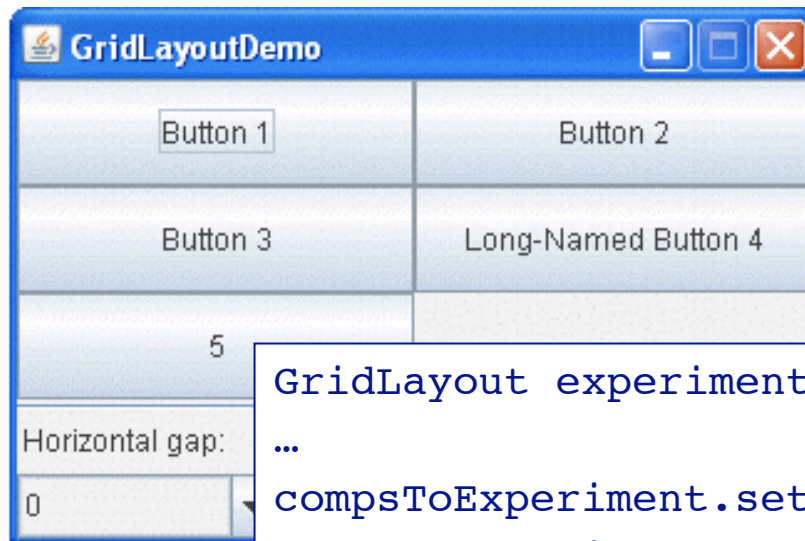 GridLayoutDemo
Button 1 Button 2
Button 3 Long-Named Button 4
5
GridLayout experiment
Horizontal gap:
…
0
compsToExperiment.set